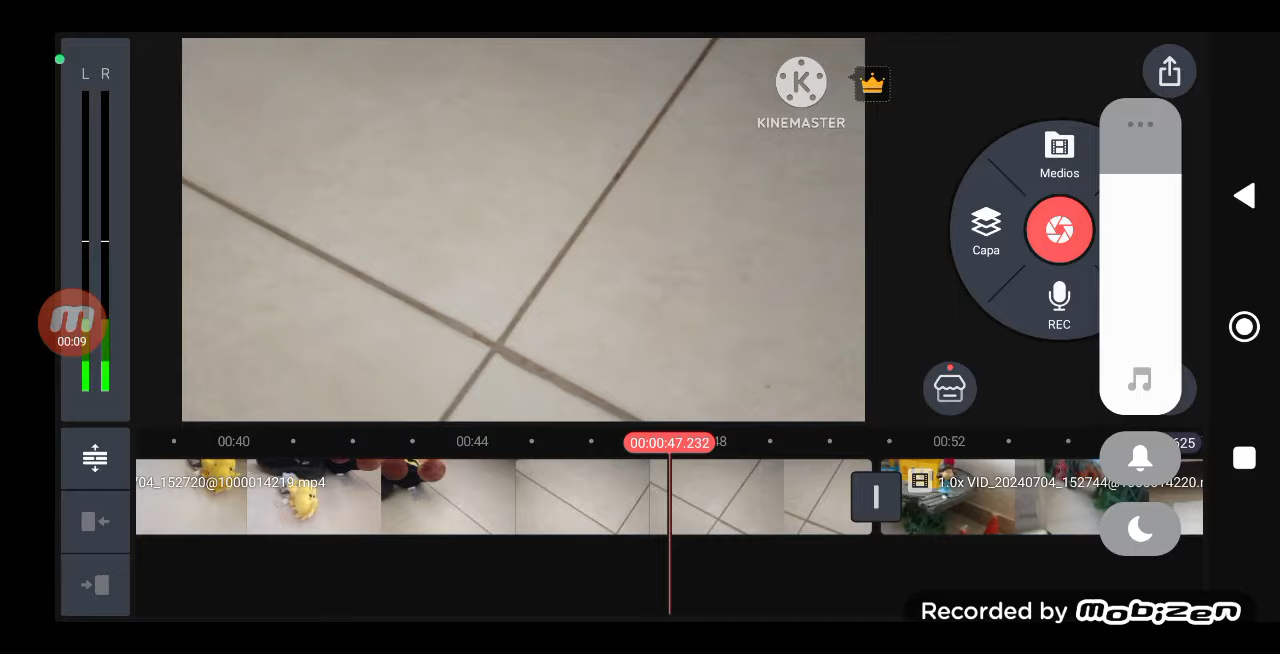 L R
K
KINEMASTER
Medios
Capa
REC
m
00:09
00:40
00:44
00:00:47.232
48
00:52
625
04_152720@1000014219.mp4
1.0x VID_20240704_152744@1000014220.m
Recorded by mobizen